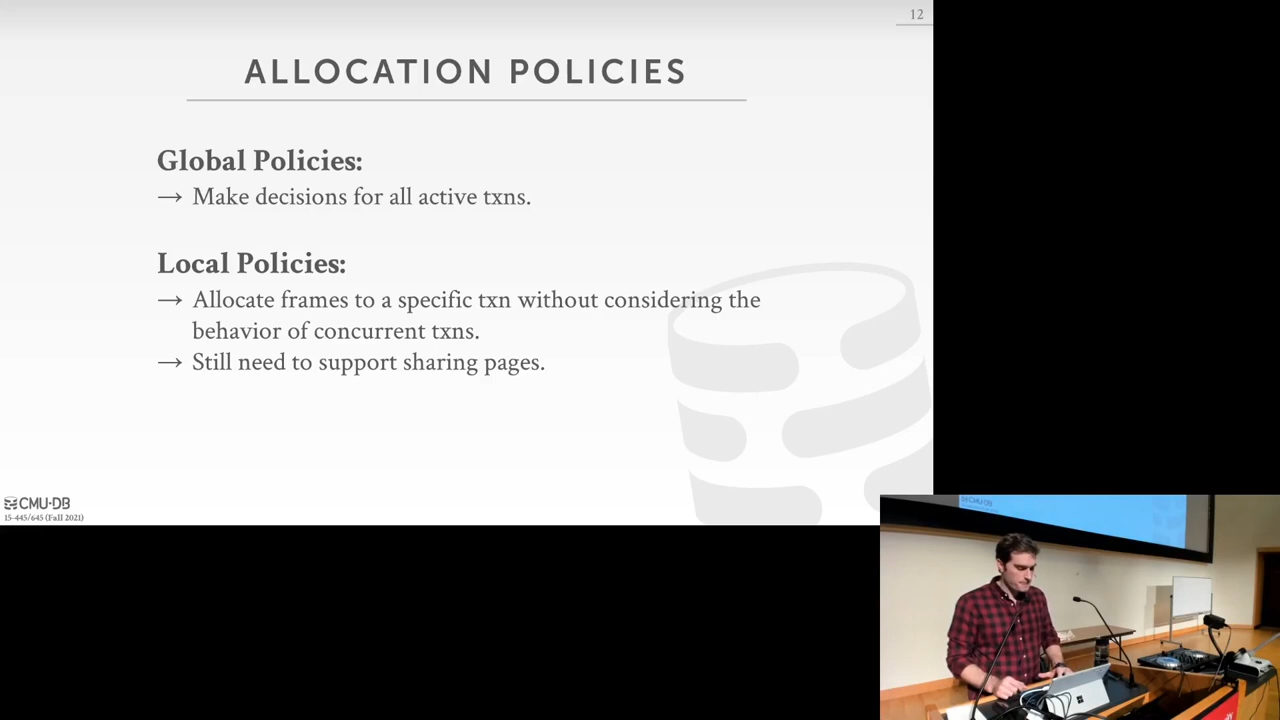 12
ALLOCATION POLICIES
Global Policies:
→ Make decisions for all active txns.
Local Policies:
→ Allocate frames to a specific txn without considering the
behavior of concurrent txns.
→ Still need to support sharing pages.
CMU·DB
15-445/645 (Fall 2021)
CMU·DB